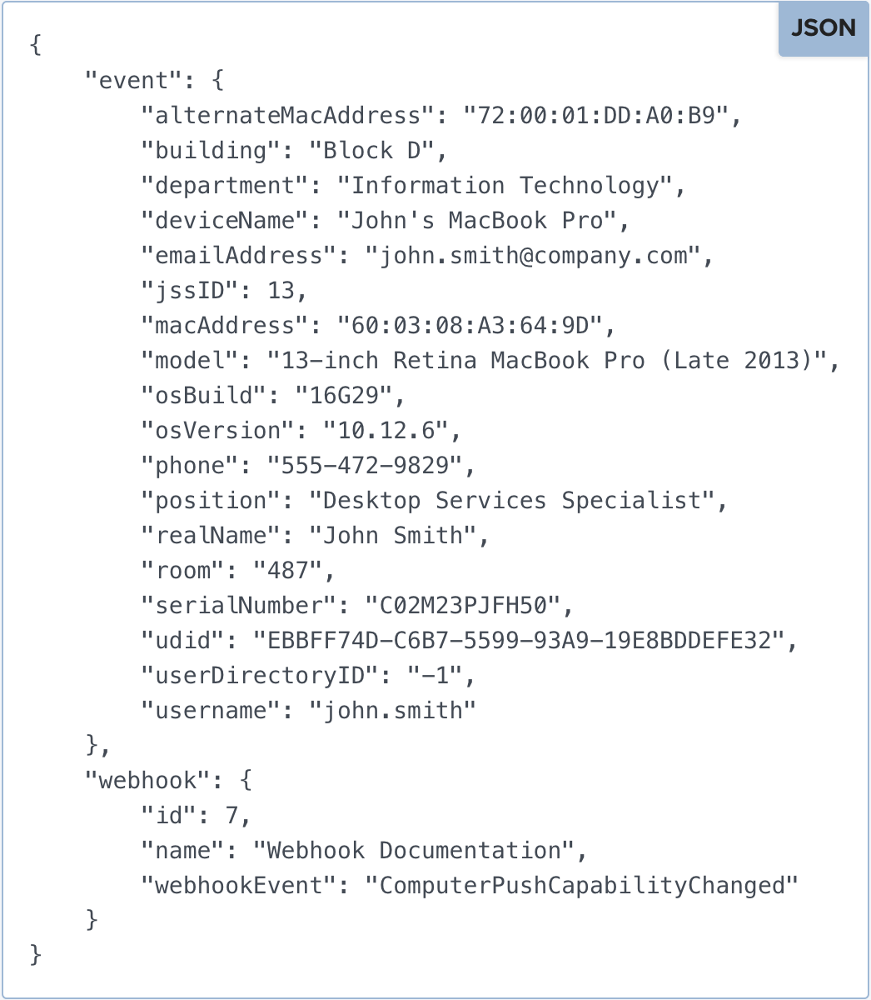 JSON
{
    "event": {
        "alternateMacAddress": "72:00:01:DD:A0:B9",
        "building": "Block D",
        "department": "Information Technology",
        "deviceName": "John's MacBook Pro",
        "emailAddress": "john.smith@company.com",
        "jssID": 13,
        "macAddress": "60:03:08:A3:64:9D",
        "model": "13-inch Retina MacBook Pro (Late 2013)",
        "osBuild": "16G29",
        "osVersion": "10.12.6",
        "phone": "555-472-9829",
        "position": "Desktop Services Specialist",
        "realName": "John Smith",
        "room": "487",
        "serialNumber": "C02M23PJFH50",
        "udid": "EBBFF74D-C6B7-5599-93A9-19E8BDDEFE32",
        "userDirectoryID": "-1",
        "username": "john.smith"
    },
    "webhook": {
        "id": 7,
        "name": "Webhook Documentation",
        "webhookEvent": "ComputerPushCapabilityChanged"
    }
}